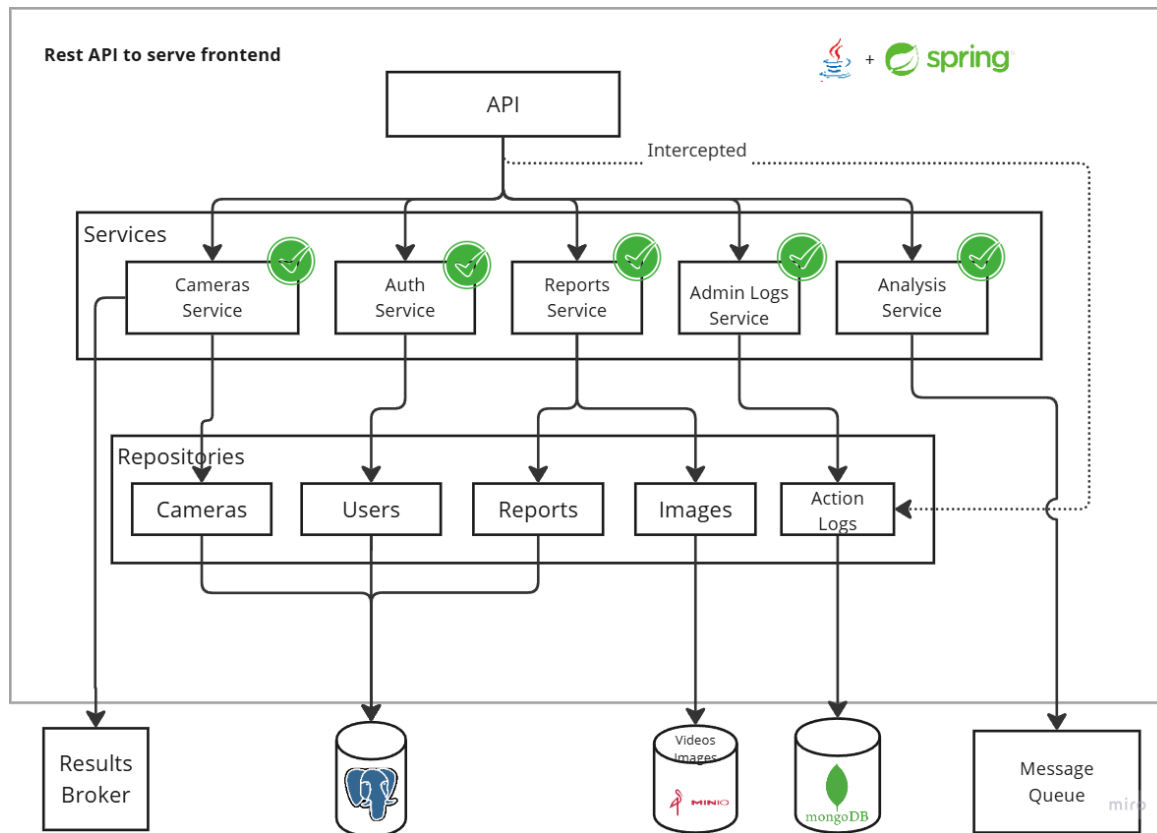 Rest API to serve frontend
+ spring
API
Intercepted
Services
Cameras
Service
Auth
Service
Reports
Service
Admin Logs
Service
Analysis
Service
Repositories
Cameras
Users
Reports
Images
Action
Logs
Results
Broker
Videos
Images
MINIO
mongoDB
Message
Queue
miro